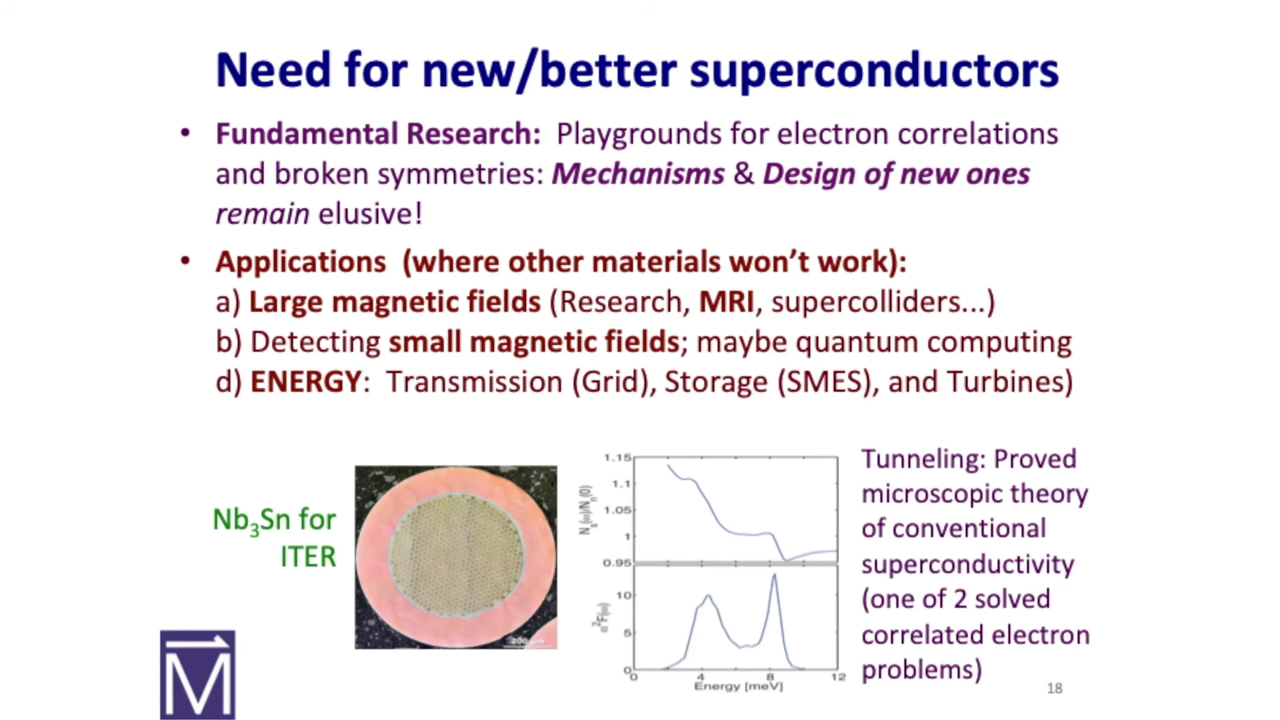 Need for new/better superconductors
• Fundamental Research: Playgrounds for electron correlations
and broken symmetries: Mechanisms & Design of new ones
remain elusive!
• Applications (where other materials won't work):
a) Large magnetic fields (Research, MRI, supercolliders...)
b) Detecting small magnetic fields; maybe quantum computing
d) ENERGY: Transmission (Grid), Storage (SMES), and Turbines)
Nb₃Sn for
ITER
1.15
1.1
1.05
1
0.95
Nₛ(ω)/Nₙ(0)
10
5
0
α²F(ω)
0 4 8 12
Energy [meV]
Tunneling: Proved
microscopic theory
of conventional
superconductivity
(one of 2 solved
correlated electron
problems)
M
18